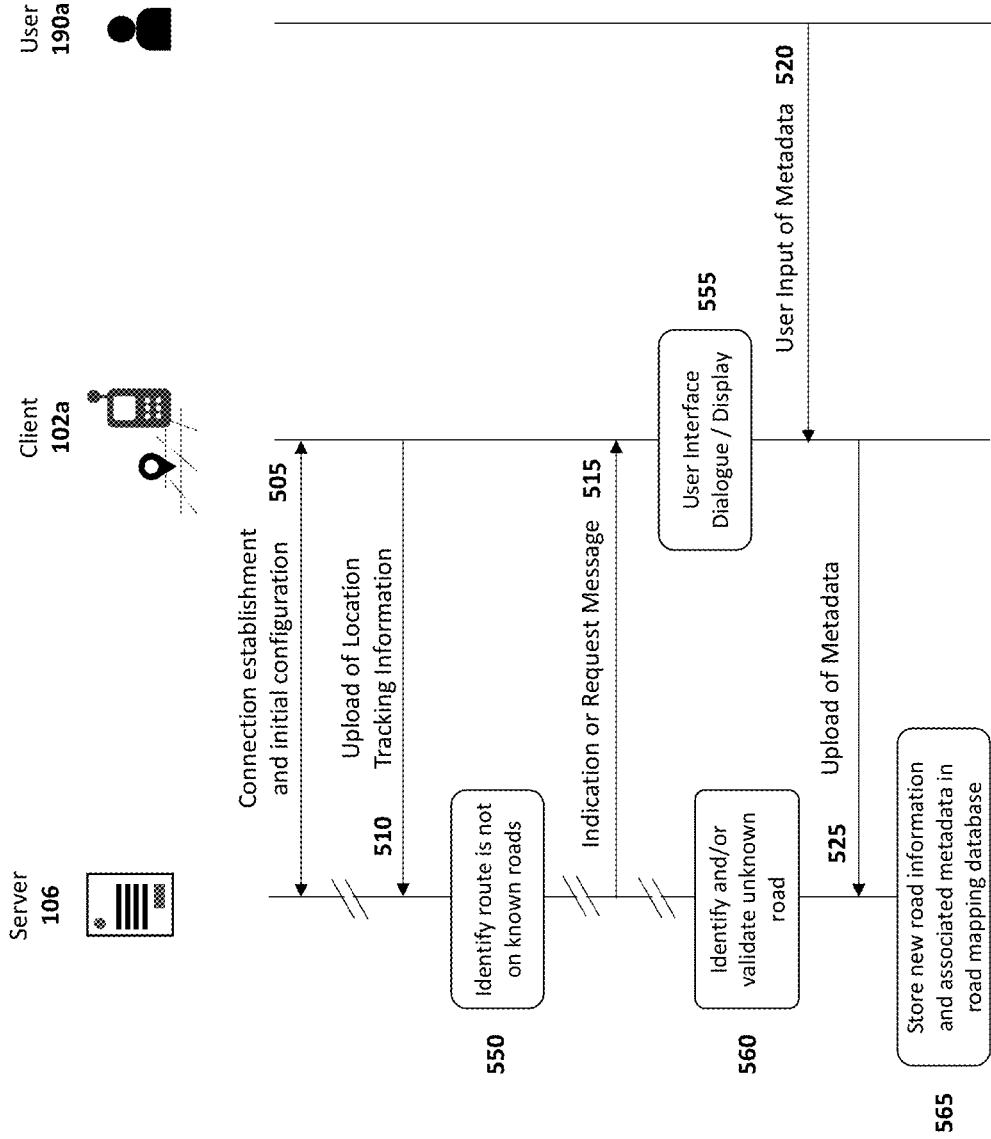 Server
106
Client
102a
User
190a
Connection establishment
and initial configuration
505
Upload of Location
Tracking Information
510
Identify route is not
on known roads
550
Indication or Request Message
515
User Interface
Dialogue / Display
555
Identify and/or
validate unknown
road
560
User Input of Metadata
520
Upload of Metadata
525
Store new road information
and associated metadata in
road mapping database
565